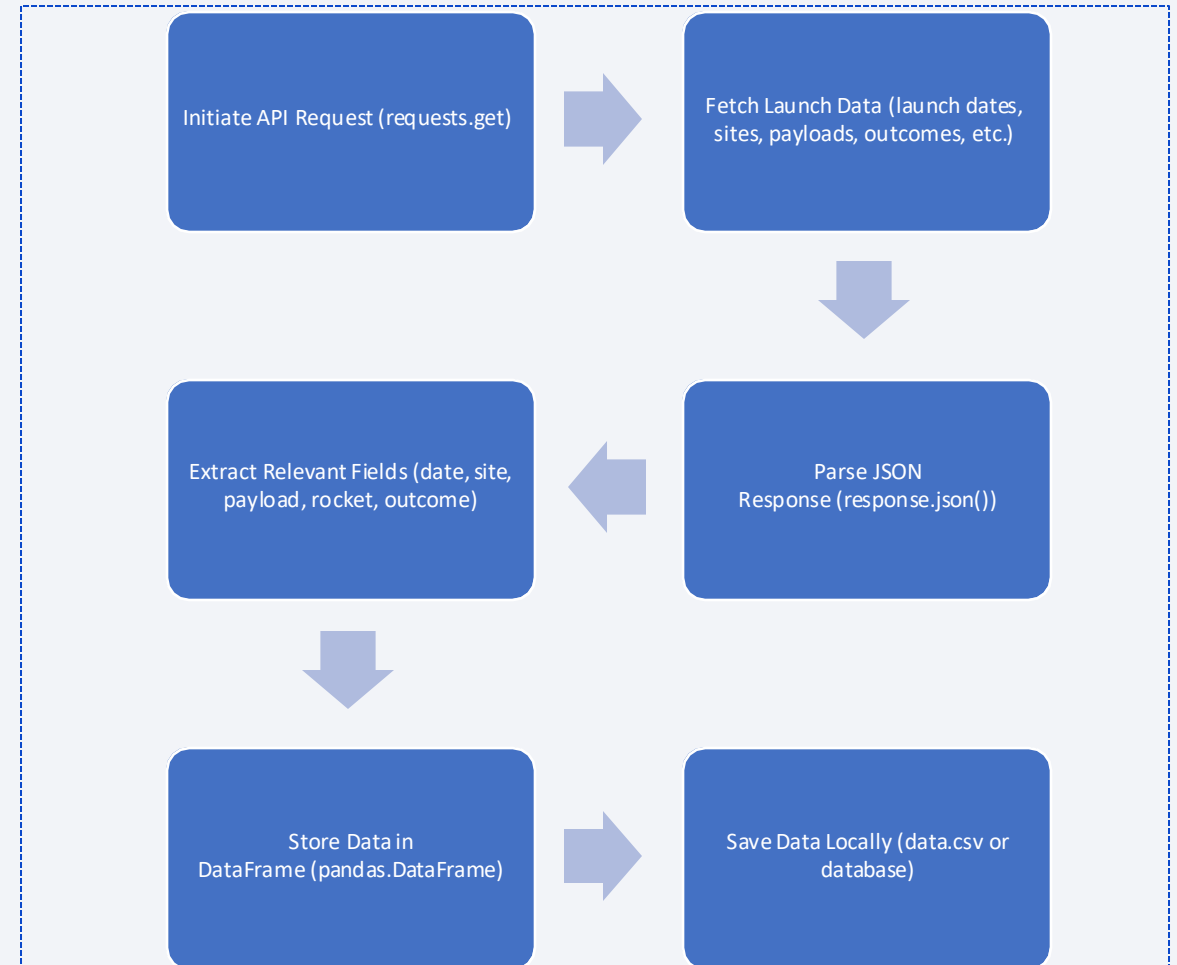 Initiate API Request (requests.get)
Fetch Launch Data (launch dates,
sites, payloads, outcomes, etc.)
Parse JSON
Response (response.json())
Extract Relevant Fields (date, site,
payload, rocket, outcome)
Store Data in
DataFrame (pandas.DataFrame)
Save Data Locally (data.csv or
database)